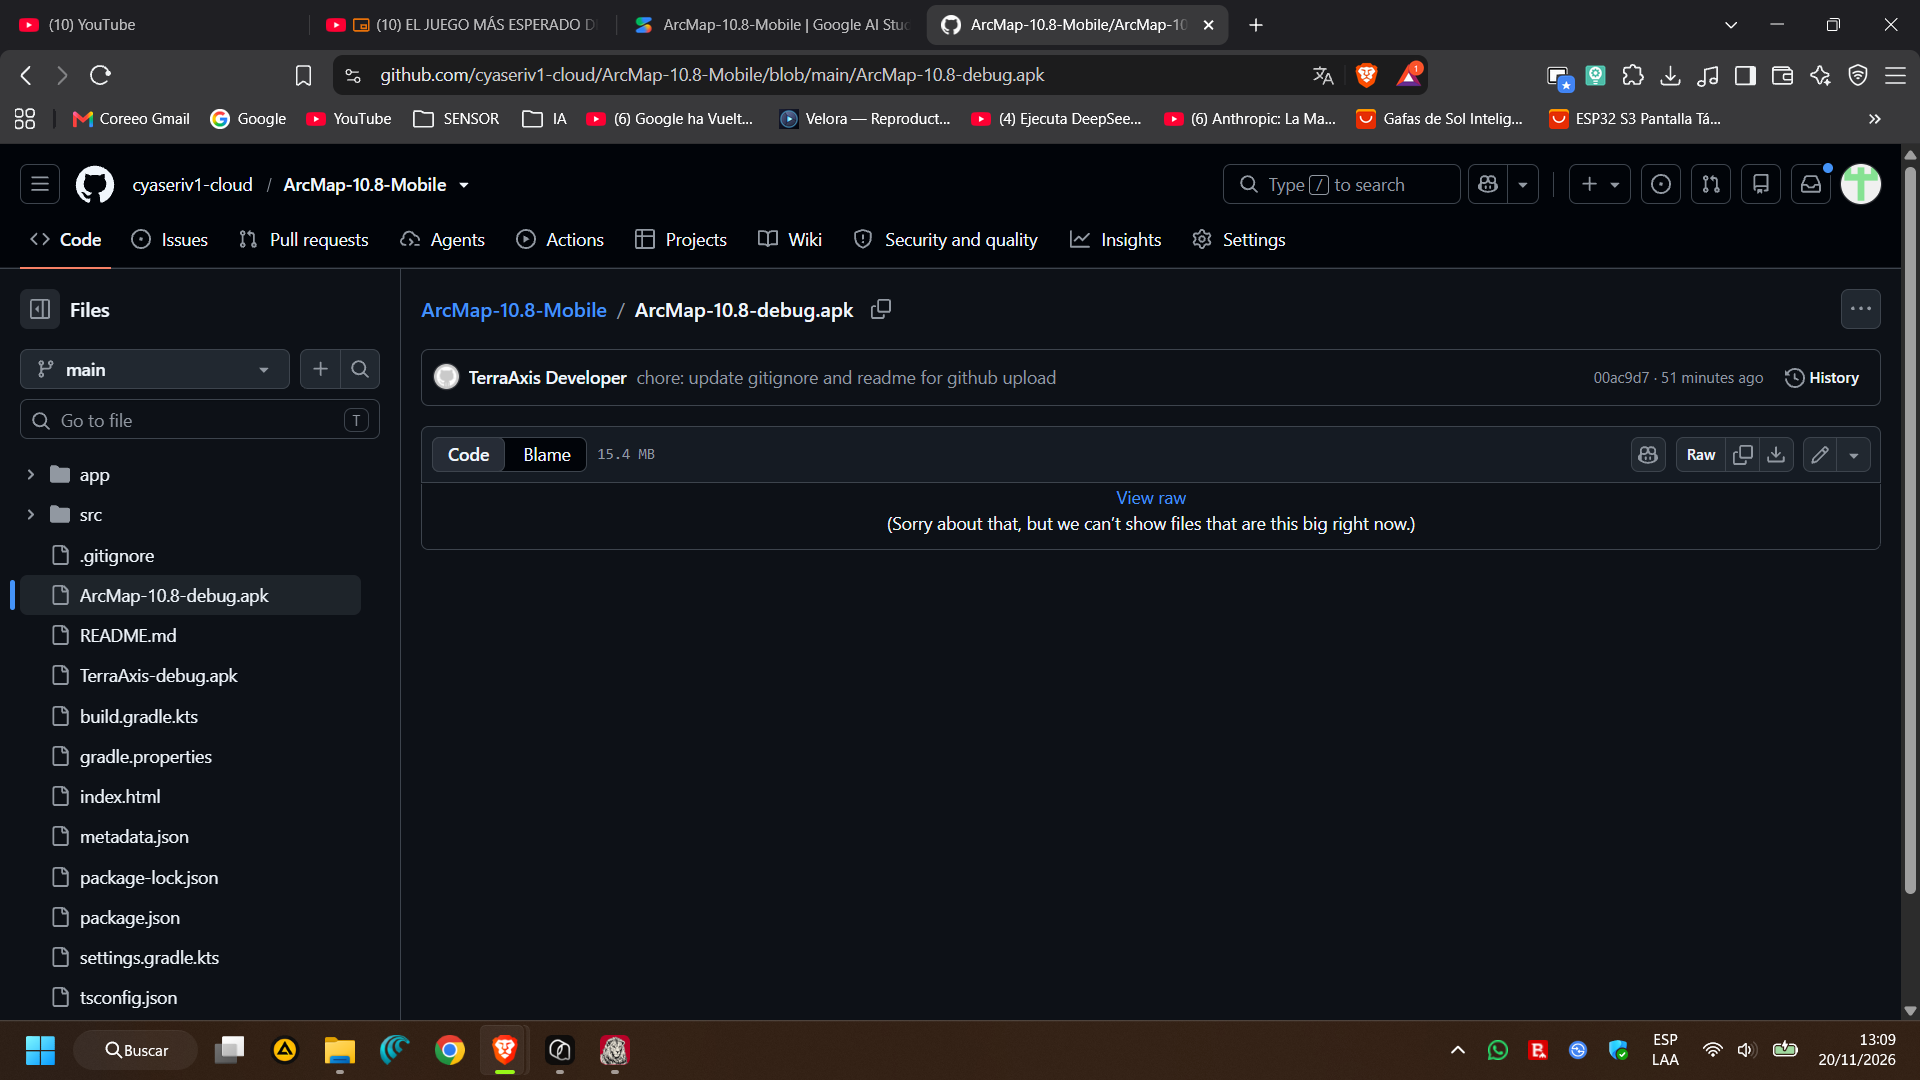 (10) YouTube
(10) EL JUEGO MÁS ESPERADO D
ArcMap-10.8-Mobile | Google AI Stu
ArcMap-10.8-Mobile/ArcMap-10
github.com/cyaseriv1-cloud/ArcMap-10.8-Mobile/blob/main/ArcMap-10.8-debug.apk
1
Coreeo Gmail
Google
YouTube
SENSOR
IA
(6) Google ha Vuelt...
Velora — Reproduct...
(4) Ejecuta DeepSee...
(6) Anthropic: La Ma...
Gafas de Sol Intelig...
ESP32 S3 Pantalla Tá...
cyaseriv1-cloud / ArcMap-10.8-Mobile
Type / to search
Code
Issues
Pull requests
Agents
Actions
Projects
Wiki
Security and quality
Insights
Settings
Files
main
Go to file
T
app
src
.gitignore
ArcMap-10.8-debug.apk
README.md
TerraAxis-debug.apk
build.gradle.kts
gradle.properties
index.html
metadata.json
package-lock.json
package.json
settings.gradle.kts
tsconfig.json
ArcMap-10.8-Mobile / ArcMap-10.8-debug.apk
TerraAxis Developer chore: update gitignore and readme for github upload
00ac9d7 · 51 minutes ago
History
Code
Blame
15.4 MB
Raw
View raw
(Sorry about that, but we can’t show files that are this big right now.)
Buscar
ESP
LAA
13:09
20/11/2026